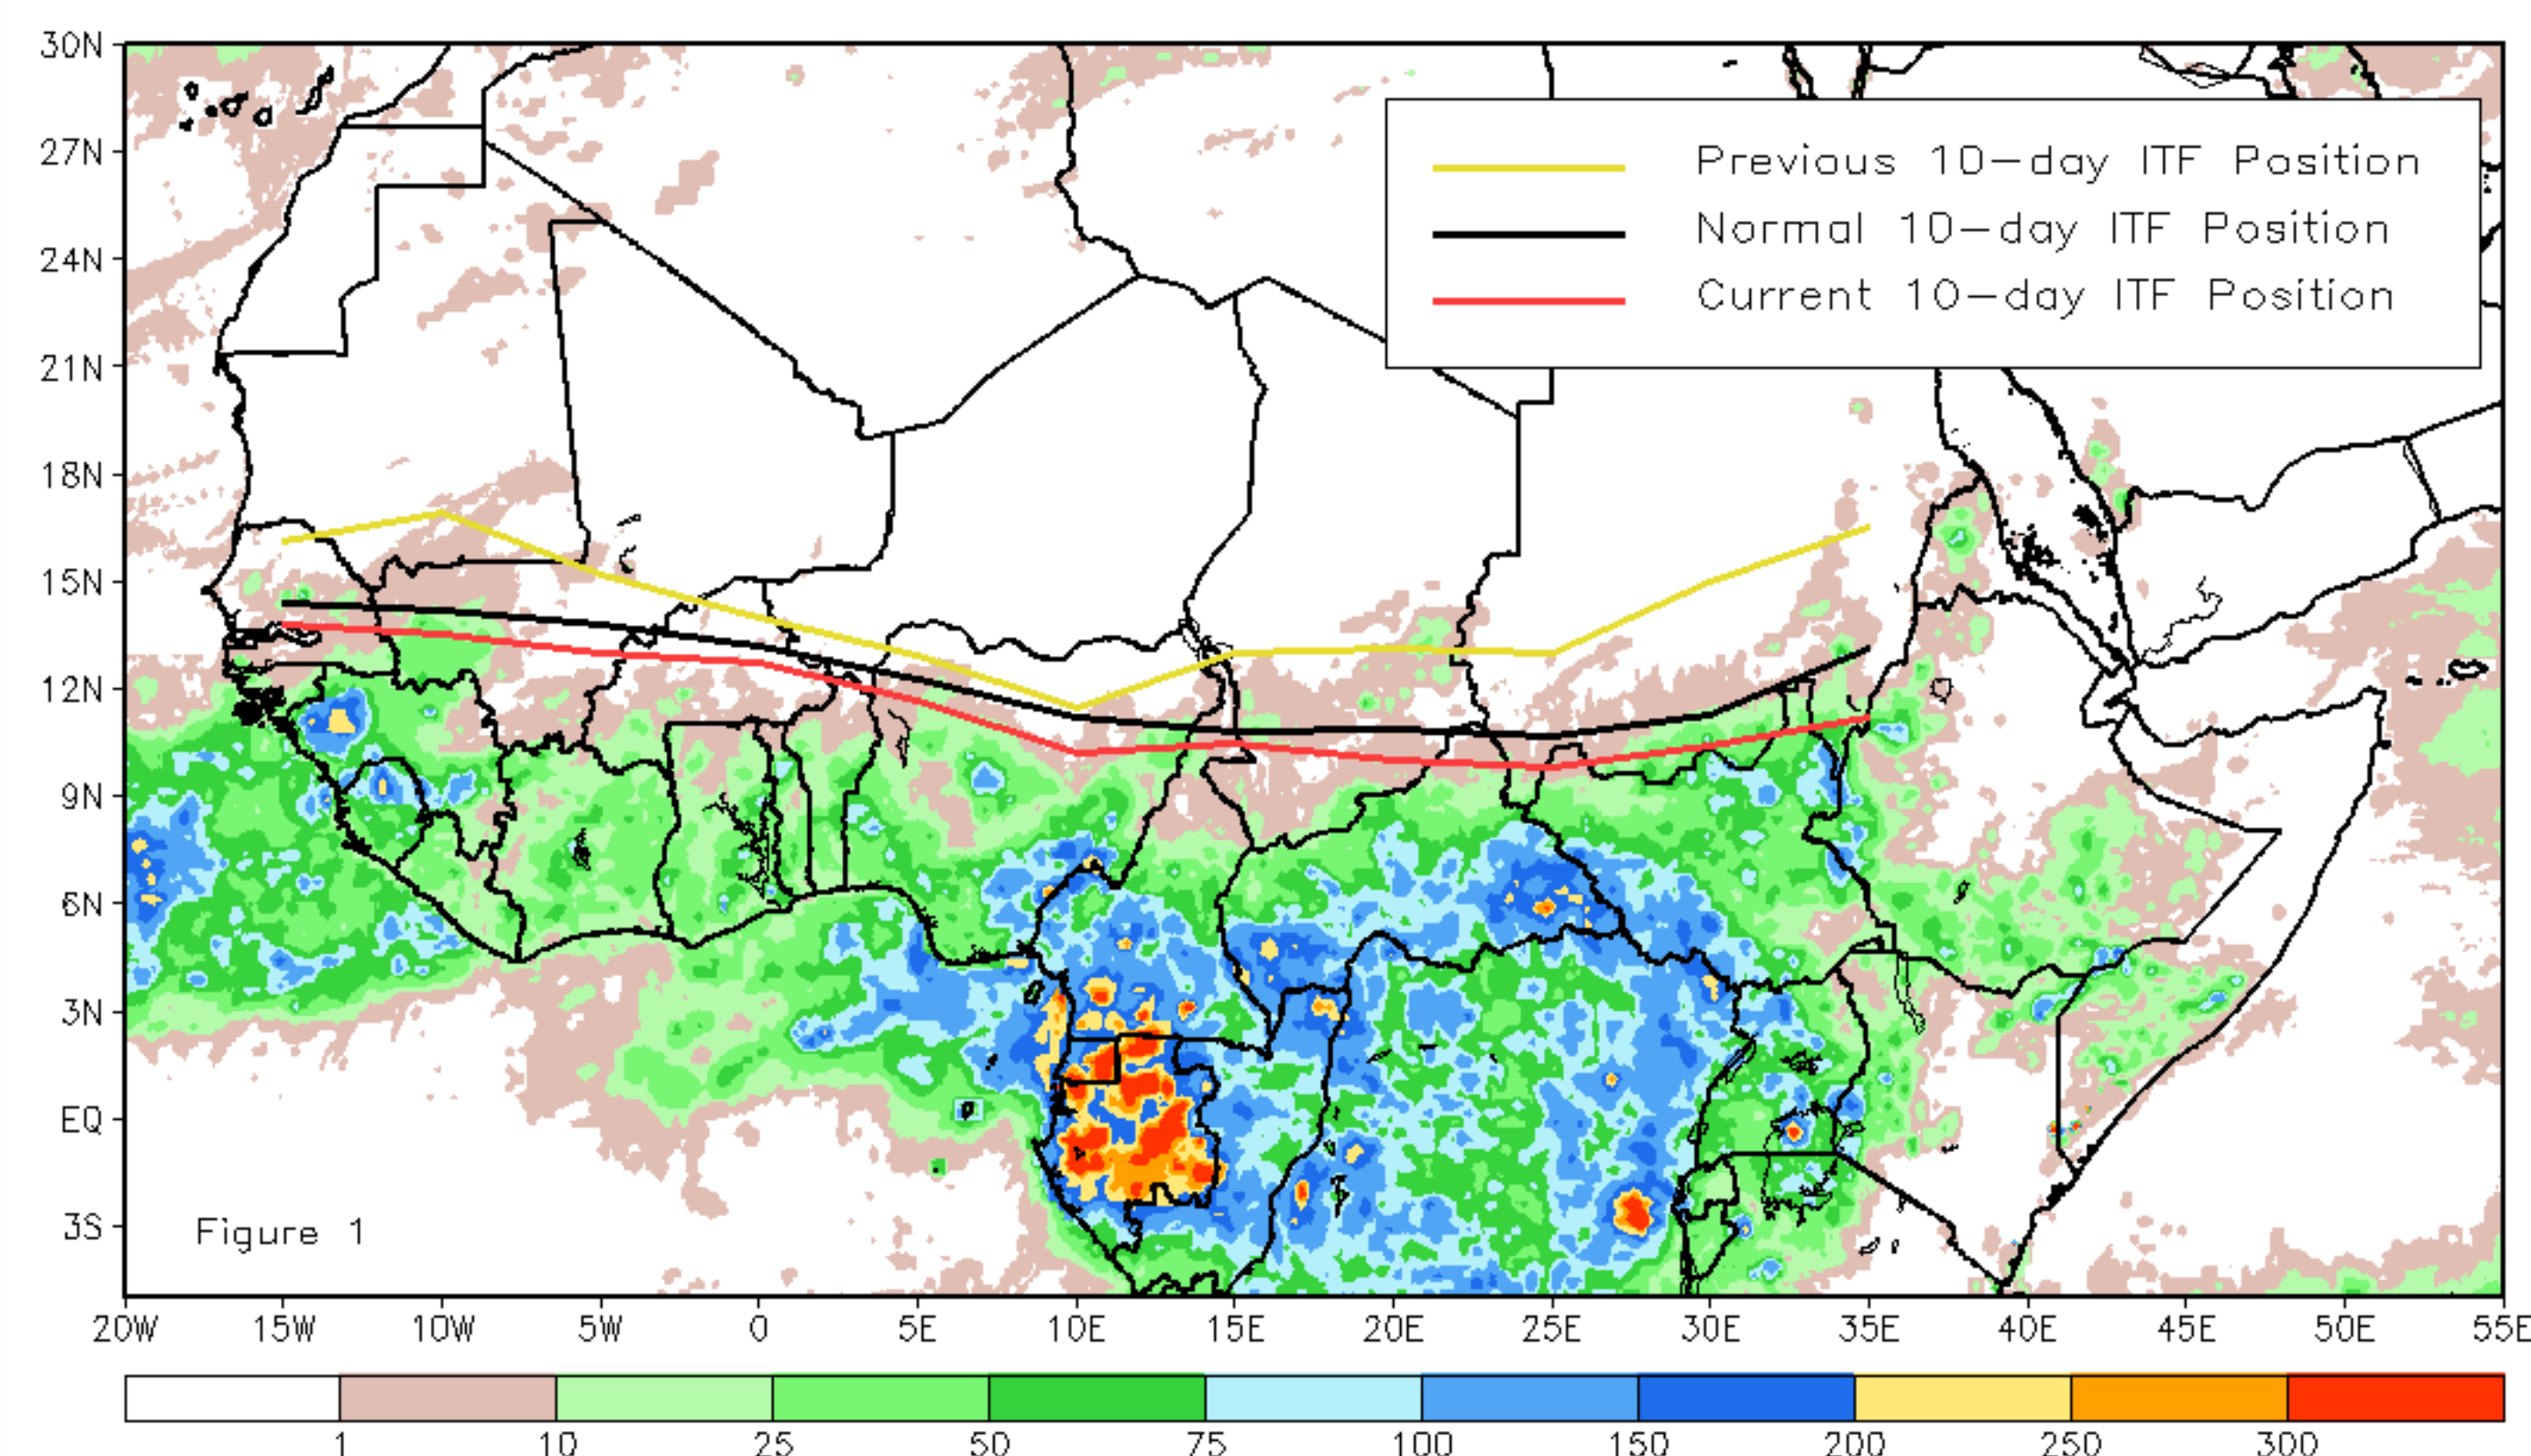 30N
27N
24N
21N
18N
15N
12N
9N
6N
3N
EQ
3S
Previous 10-day ITF Position
Normal 10-day ITF Position
Current 10-day ITF Position
Figure 1
20W 15W 10W 5W 0 5E 10E 15E 20E 25E 30E 35E 40E 45E 50E 55E
1 10 25 50 75 100 150 200 250 300